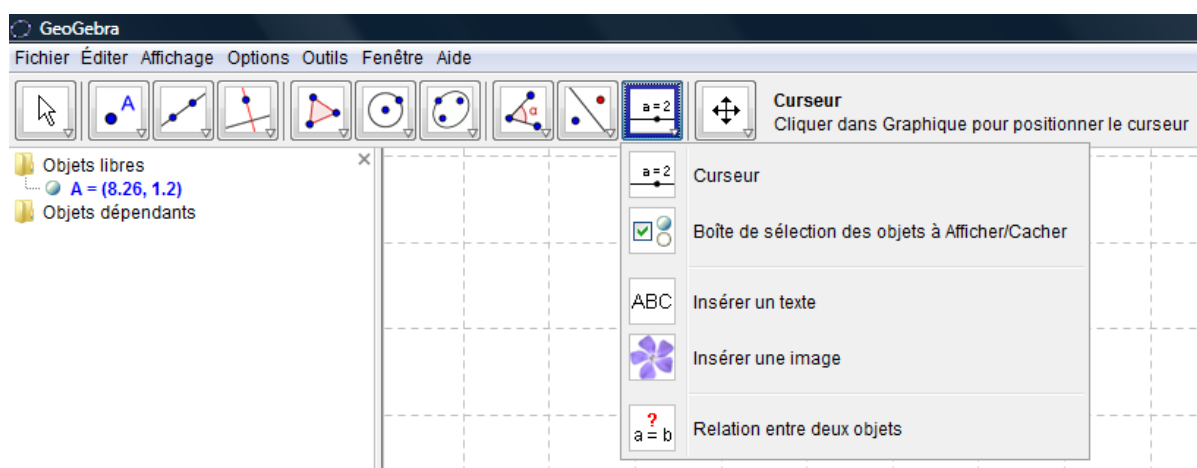 GeoGebra
Fichier Éditer Affichage Options Outils Fenêtre Aide
A
α
a = 2
Curseur
Cliquer dans Graphique pour positionner le curseur
Objets libres
A = (8.26, 1.2)
Objets dépendants
a = 2 Curseur
Boîte de sélection des objets à Afficher/Cacher
ABC Insérer un texte
Insérer une image
?
a = b Relation entre deux objets